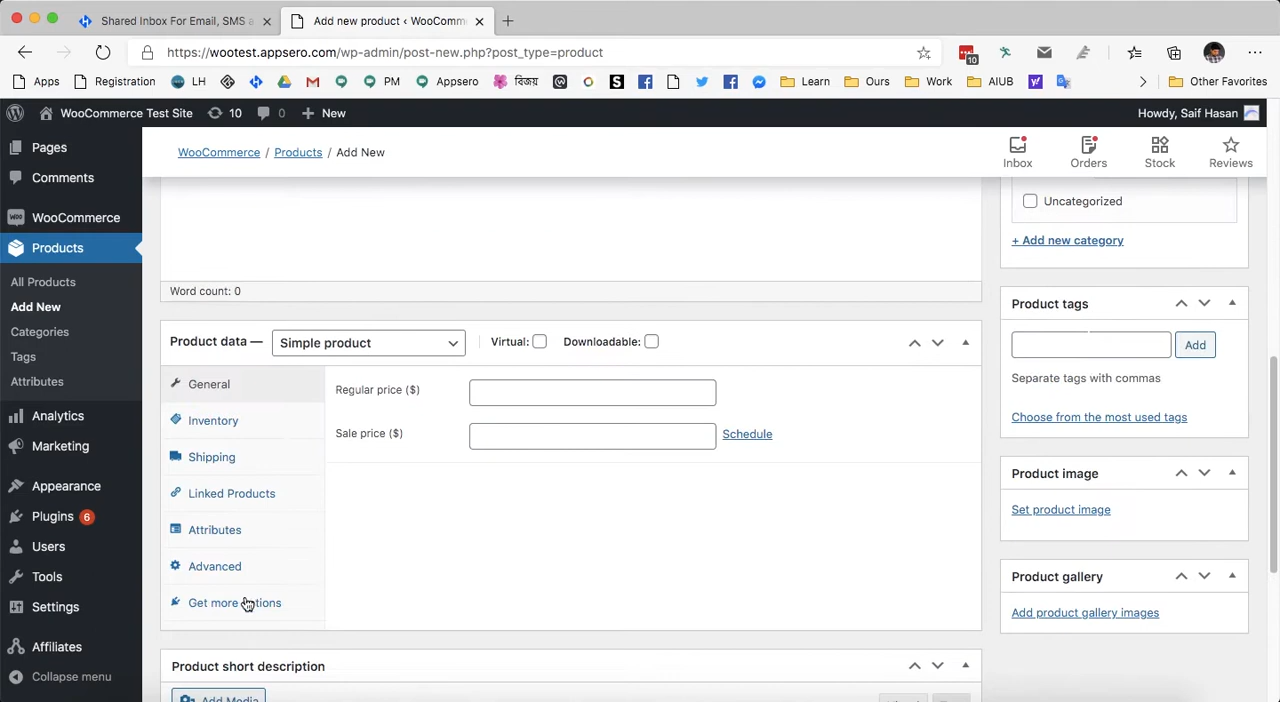 Shared Inbox For Email, SMS a
Add new product ‹ WooComm
https://wootest.appsero.com/wp-admin/post-new.php?post_type=product
10
Apps
Registration
LH
PM
Appsero
বিজয়
Learn
Ours
Work
AIUB
Other Favorites
WooCommerce Test Site
10
0
New
Howdy, Saif Hasan
Pages
Comments
WooCommerce
Products
All Products
Add New
Categories
Tags
Attributes
Analytics
Marketing
Appearance
Plugins 6
Users
Tools
Settings
Affiliates
Collapse menu
WooCommerce / Products / Add New
Inbox
Orders
Stock
Reviews
Word count: 0
Product data —
Simple product
Virtual:
Downloadable:
General
Inventory
Shipping
Linked Products
Attributes
Advanced
Get more
Regular price ($)
Sale price ($)
Schedule
Product short description
Add Media
Uncategorized
+ Add new category
Product tags
Add
Separate tags with commas
Choose from the most used tags
Product image
Set product image
Product gallery
Add product gallery images